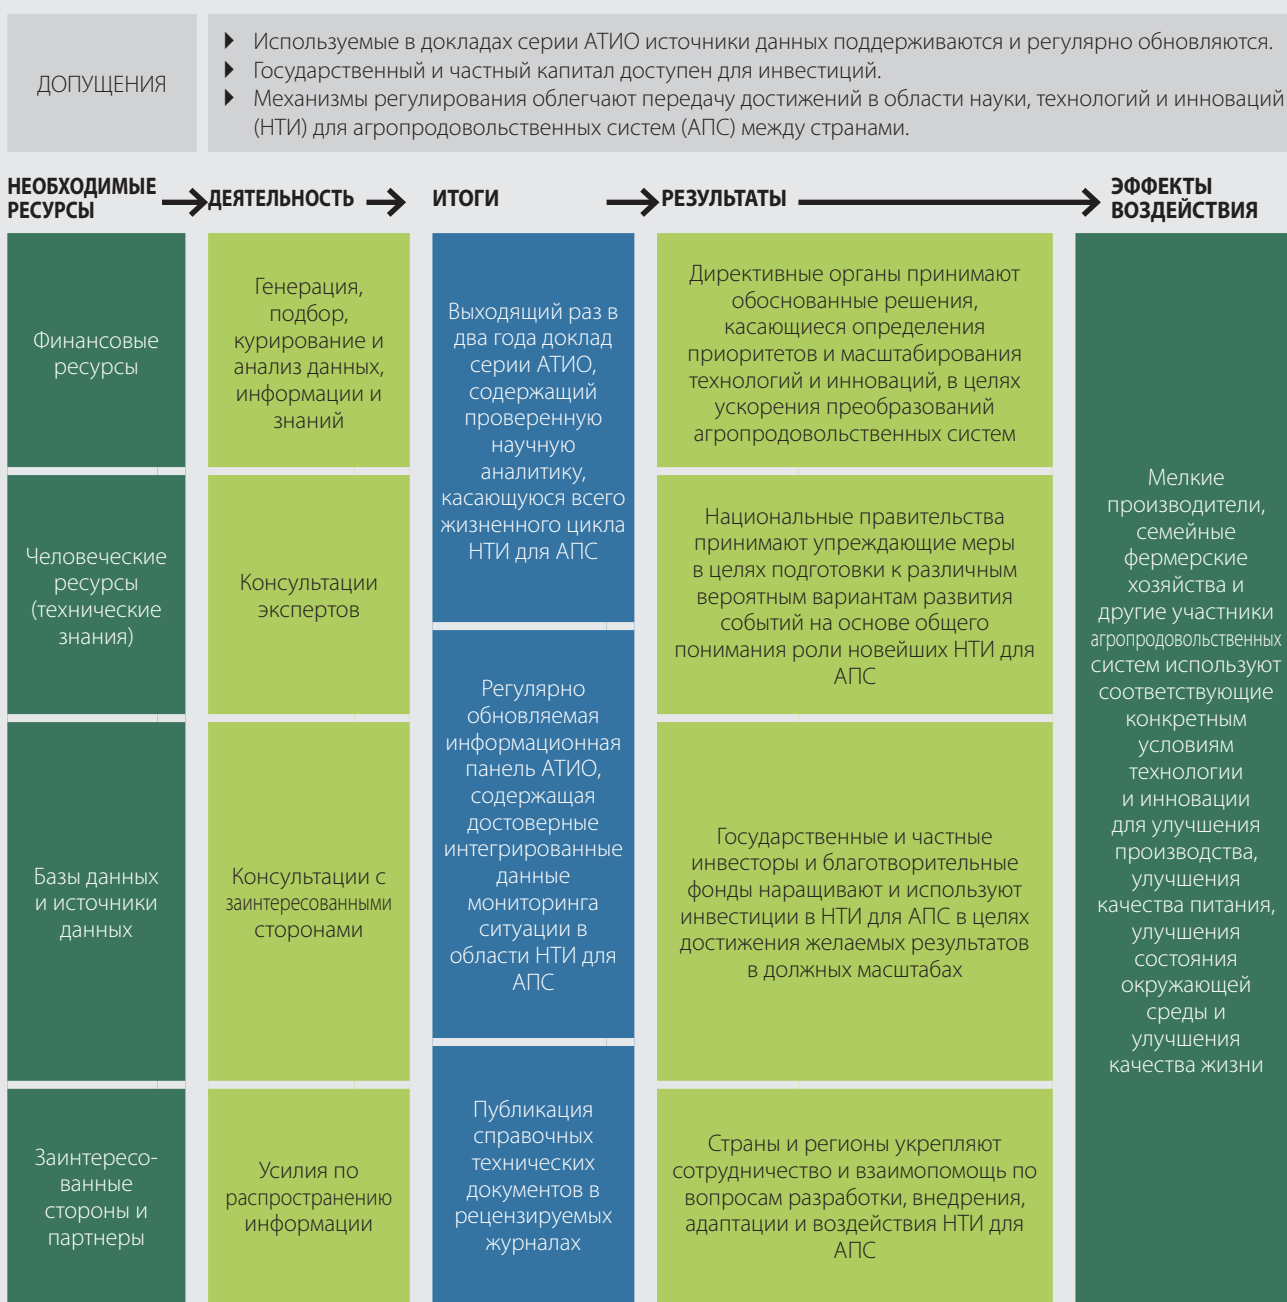 ДОПУЩЕНИЯ
Используемые в докладах серии АТИО источники данных поддерживаются и регулярно обновляются.
Государственный и частный капитал доступен для инвестиций.
Механизмы регулирования облегчают передачу достижений в области науки, технологий и инноваций
(НТИ) для агропродовольственных систем (АПС) между странами.
НЕОБХОДИМЫЕ
РЕСУРСЫ
ДЕЯТЕЛЬНОСТЬ
ИТОГИ
РЕЗУЛЬТАТЫ
ЭФФЕКТЫ
ВОЗДЕЙСТВИЯ
Финансовые
ресурсы
Человеческие
ресурсы
(технические
знания)
Базы данных
и источники
данных
Заинтересо-
ванные
стороны и
партнеры
Генерация,
подбор,
курирование и
анализ данных,
информации и
знаний
Консультации
экспертов
Консультации с
заинтересованными
сторонами
Усилия по
распространению
информации
Выходящий раз в
два года доклад
серии АТИО,
содержащий
проверенную
научную
аналитику,
касающуюся всего
жизненного цикла
НТИ для АПС
Регулярно
обновляемая
информационная
панель АТИО,
содержащая
достоверные
интегрированные
данные
мониторинга
ситуации в
области НТИ для
АПС
Публикация
справочных
технических
документов в
рецензируемых
журналах
Директивные органы принимают
обоснованные решения,
касающиеся определения
приоритетов и масштабирования
технологий и инноваций, в целях
ускорения преобразований
агропродовольственных систем
Национальные правительства
принимают упреждающие меры
в целях подготовки к различным
вероятным вариантам развития
событий на основе общего
понимания роли новейших НТИ для
АПС
Государственные и частные
инвесторы и благотворительные
фонды наращивают и используют
инвестиции в НТИ для АПС в целях
достижения желаемых результатов
в должных масштабах
Страны и регионы укрепляют
сотрудничество и взаимопомощь по
вопросам разработки, внедрения,
адаптации и воздействия НТИ для
АПС
Мелкие
производители,
семейные
фермерские
хозяйства и
другие участники
агропродовольственных
систем используют
соответствующие
конкретным
условиям
технологии
и инновации
для улучшения
производства,
улучшения
качества питания,
улучшения
состояния
окружающей
среды и
улучшения
качества жизни